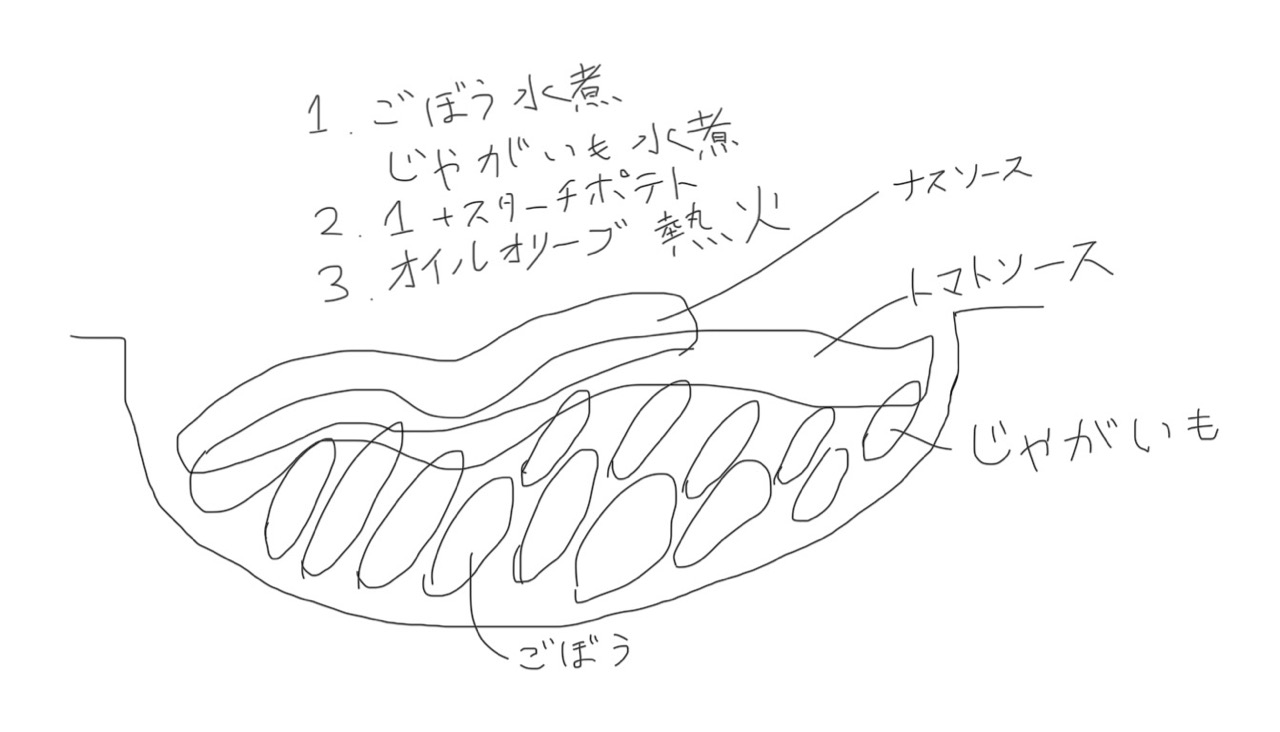 1. ごぼう水煮
じゃがいも水煮
2. 1+スターチポテト
3. オイルオリーブ 熱火
ナスソース
トマトソース
じゃがいも
ごぼう